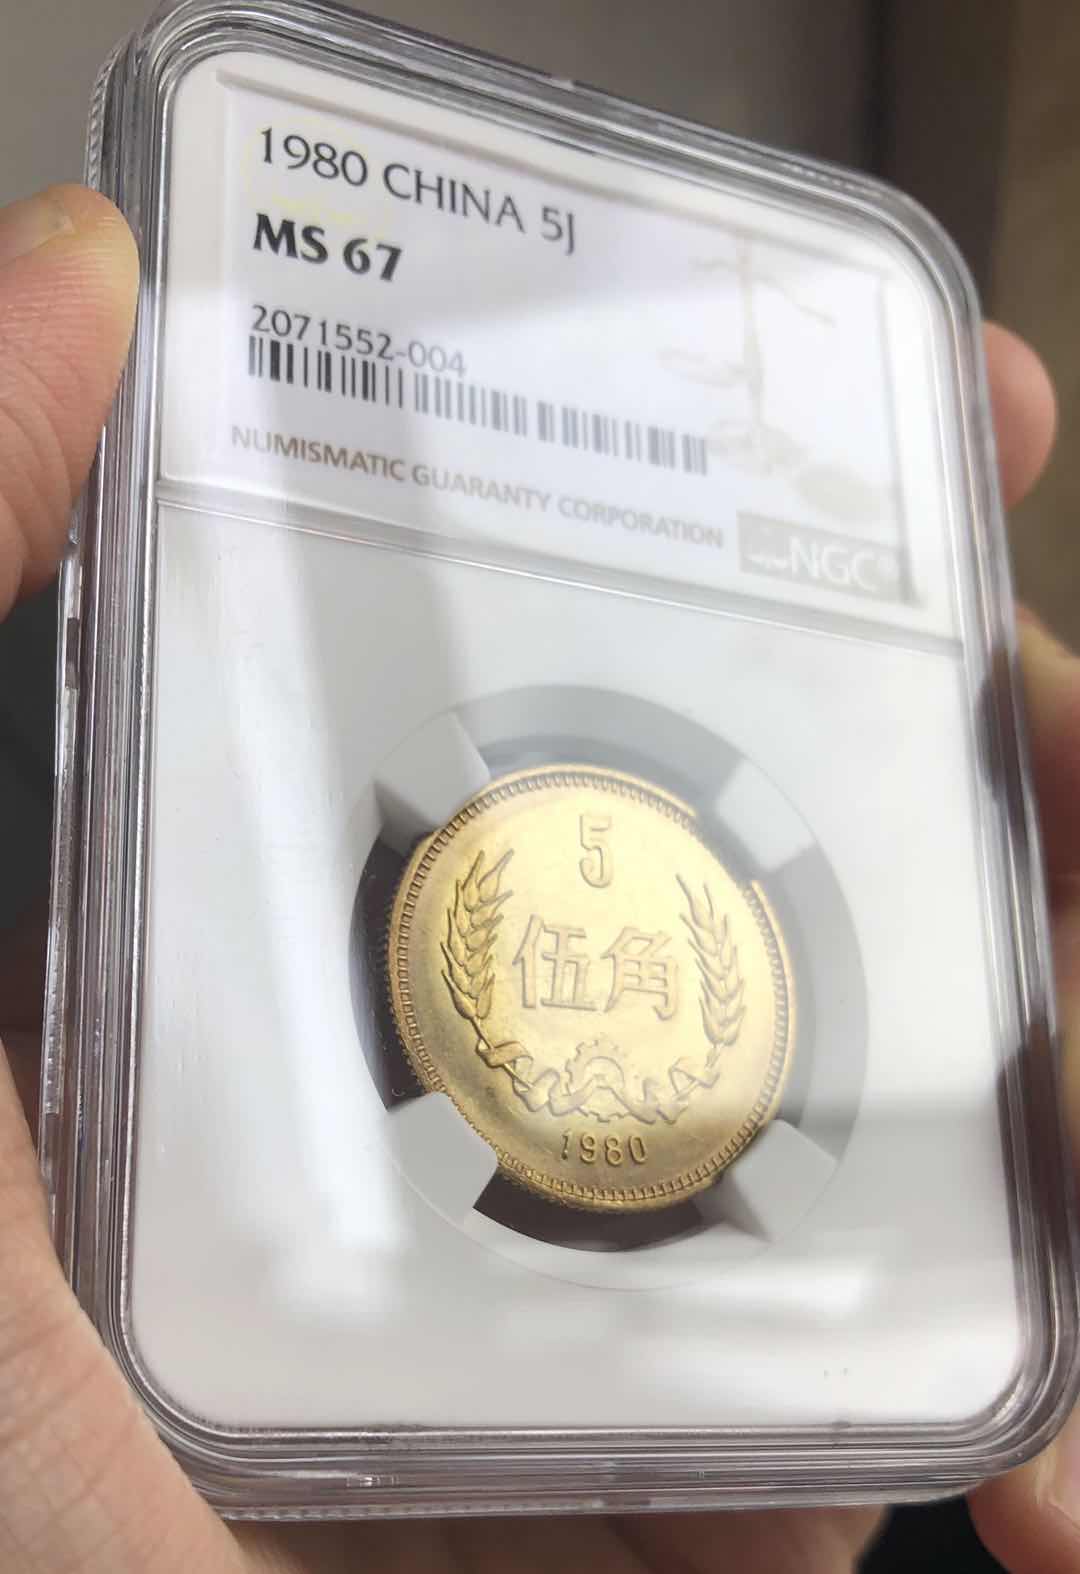 1980 CHINA 5J
MS 67
2071552-004
NUMISMATIC GUARANTY CORPORATION
NGC®
5
伍角
1980